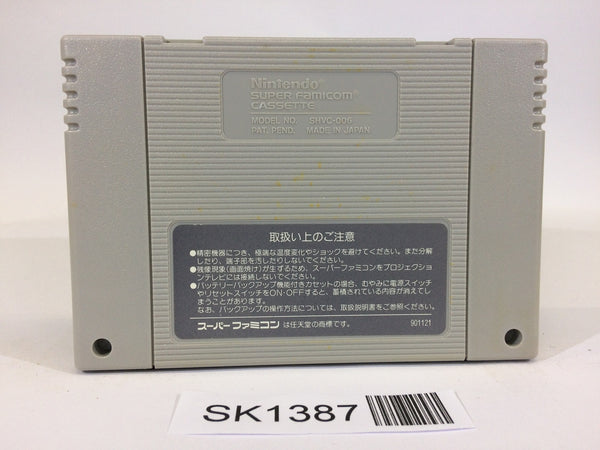 Nintendo®
SUPER Famicom®
CASSETTE
MODEL NO. SHVC-006
PAT. PEND. MADE IN JAPAN
取扱い上のご注意
●精密機器につき、極端な温度変化やショックを避けてください。また分解
したり、端子部を汚したりしないでください。
●残像現象(画面焼け)が生ずるため、スーパーファミコンをプロジェクショ
ンテレビには接続しないでください。
●バッテリーバックアップ機能付きカセットの場合、むやみに電源スイッチ
やリセットスイッチをON・OFFすると、蓄積されている内容が消えてし
まうことがあります。
なお、バックアップの操作方法については、取扱説明書をご参照ください。
スーパーファミコン は任天堂の商標です。 901121
SK1387